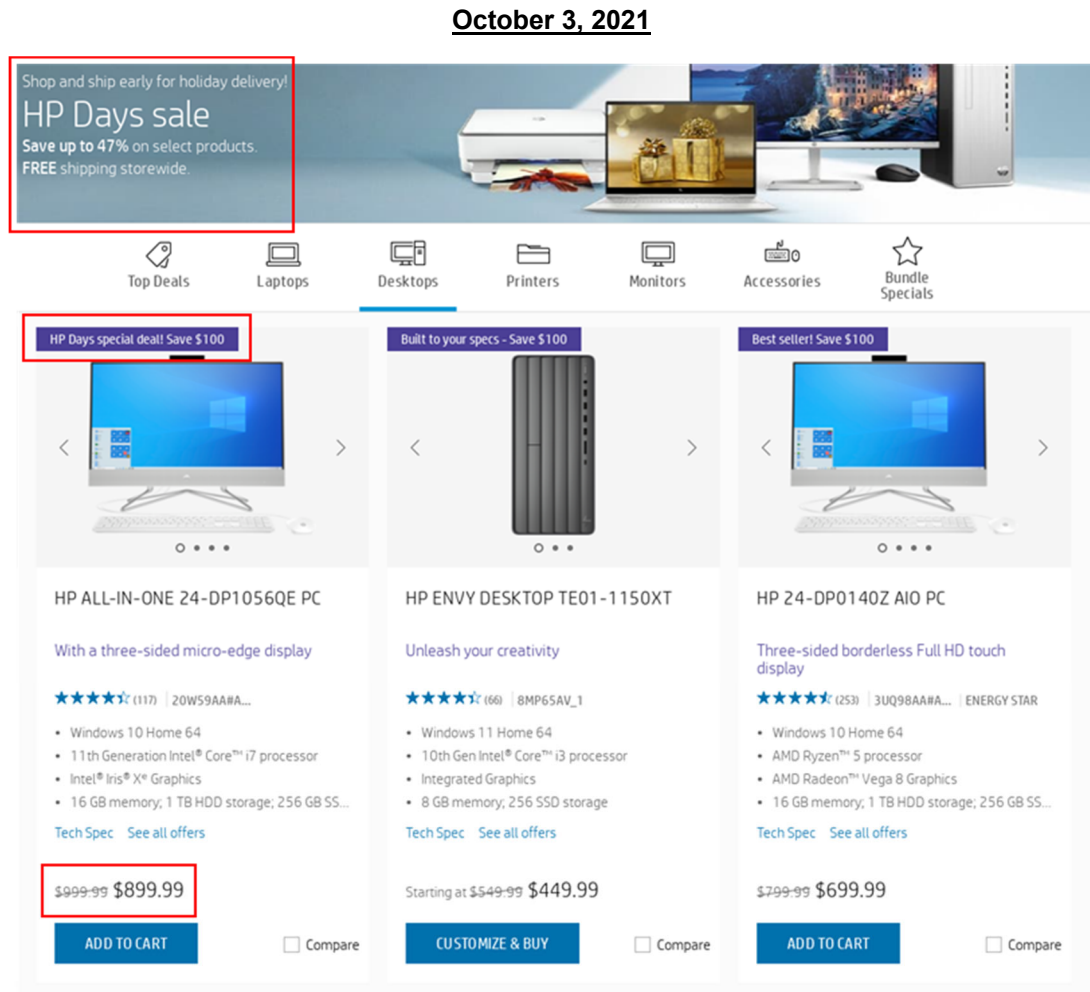 October 3, 2021
Shop and ship early for holiday delivery!
HP Days sale
Save up to 47% on select products.
FREE shipping storewide.
Top Deals
Laptops
Desktops
Printers
Monitors
Accessories
Bundle
Specials
HP Days special deal! Save $100
HP ALL-IN-ONE 24-DP1056QE PC
With a three-sided micro-edge display
(117) 20W59AA#A...
• Windows 10 Home 64
• 11th Generation Intel® Core™ i7 processor
• Intel® Iris® Xᵉ Graphics
• 16 GB memory; 1 TB HDD storage; 256 GB SS...
Tech Spec See all offers
$999.99 $899.99
ADD TO CART Compare
Built to your specs - Save $100
HP ENVY DESKTOP TE01-1150XT
Unleash your creativity
(66) 8MP65AV_1
• Windows 11 Home 64
• 10th Gen Intel® Core™ i3 processor
• Integrated Graphics
• 8 GB memory; 256 SSD storage
Tech Spec See all offers
Starting at $549.99 $449.99
CUSTOMIZE & BUY Compare
Best seller! Save $100
HP 24-DP0140Z AIO PC
Three-sided borderless Full HD touch
display
(253) 3UQ98AA#A... ENERGY STAR
• Windows 10 Home 64
• AMD Ryzen™ 5 processor
• AMD Radeon™ Vega 8 Graphics
• 16 GB memory; 1 TB HDD storage; 256 GB SS...
Tech Spec See all offers
$799.99 $699.99
ADD TO CART Compare